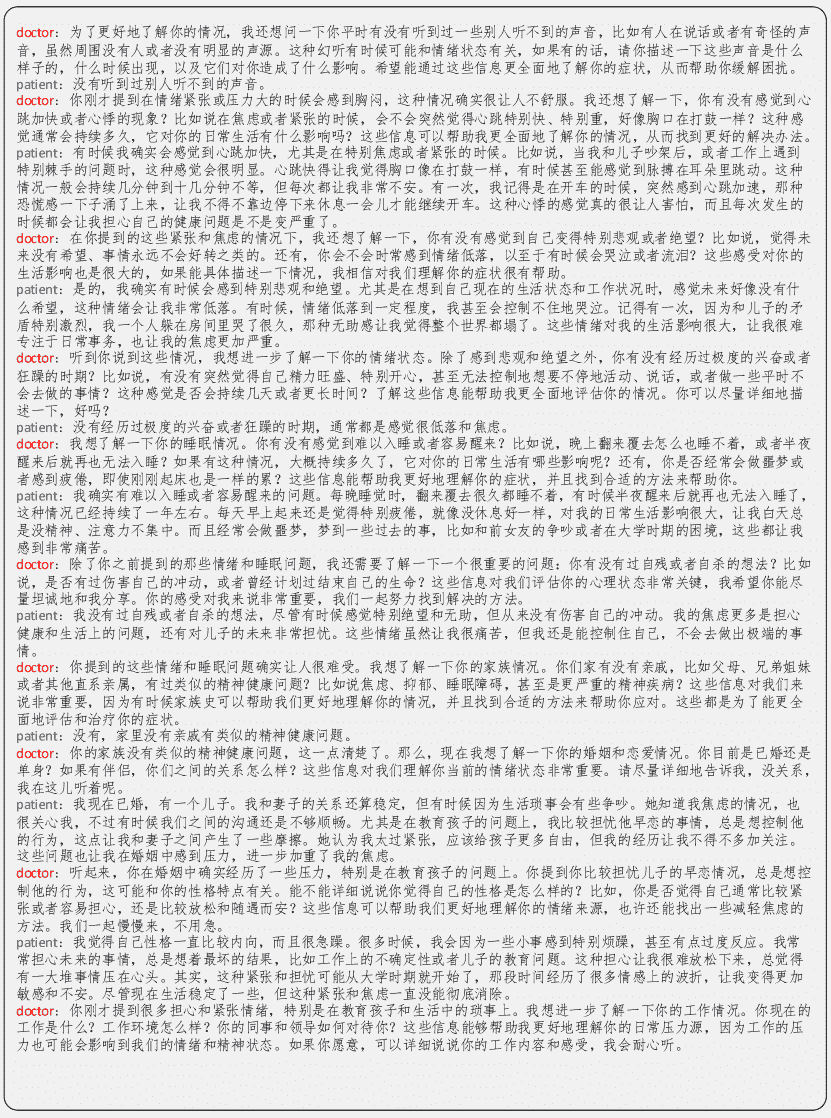 doctor: 为了更好地了解你的情况，我还想问一下你平时有没有听到过一些别人听不到的声音，比如有人在说话或者有奇怪的声
音，虽然周围没有人或者没有明显的声源。这种幻听有时候可能和情绪状态有关，如果有的话，请你描述一下这些声音是什么
样子的，什么时候出现，以及它们对你造成了什么影响。希望能通过这些信息更全面地了解你的症状，从而帮助你缓解困扰。
patient: 没有听到过别人听不到的声音。
doctor: 你刚才提到在情绪紧张或压力大的时候会感到胸闷，这种情况确实很让人不舒服。我还想了解一下，你有没有感觉到心
跳加快或者心悸的现象？比如说在焦虑或者紧张的时候，会不会突然觉得心跳特别快、特别重，好像胸口在打鼓一样？这种感
觉通常会持续多久，它对你的日常生活有什么影响吗？这些信息可以帮助我更全面地了解你的情况，从而找到更好的解决办法。
patient: 有时候我确实会感觉到心跳加快，尤其是在特别焦虑或者紧张的时候。比如说，当我和儿子吵架后，或者工作上遇到
特别棘手的问题时，这种感觉会很明显。心跳快得让我觉得胸口像在打鼓一样，有时候甚至能感觉到脉搏在耳朵里跳动。这种
情况一般会持续几分钟到十几分钟不等，但每次都让我非常不安。有一次，我记得是在开车的时候，突然感到心跳加速，那种
恐慌感一下子涌了上来，让我不得不靠边停下来休息一会儿才能继续开车。这种心悸的感觉真的很让人害怕，而且每次发生的
时候都会让我担心自己的健康问题是不是变严重了。
doctor: 在你提到的这些紧张和焦虑的情况下，我还想了解一下，你有没有感觉到自己变得特别悲观或者绝望？比如说，觉得未
来没有希望、事情永远不会好转之类的。还有，你会不会时常感到情绪低落，以至于有时候会哭泣或者流泪？这些感受对你的
生活影响也是很大的，如果能具体描述一下情况，我相信对我们理解你的症状很有帮助。
patient: 是的，我确实有时候会感到特别悲观和绝望。尤其是在想到自己现在的生活状态和工作状况时，感觉未来好像没有什
么希望，这种情绪会让我非常低落。有时候，情绪低落到一定程度，我甚至会控制不住地哭泣。记得有一次，因为和儿子的矛
盾特别激烈，我一个人躲在房间里哭了很久，那种无助感让我觉得整个世界都塌了。这些情绪对我的生活影响很大，让我很难
专注于日常事务，也让我的焦虑更加严重。
doctor: 听到你说到这些情况，我想进一步了解一下你的情绪状态。除了感到悲观和绝望之外，你有没有经历过极度的兴奋或者
狂躁的时期？比如说，有没有突然觉得自己精力旺盛、特别开心，甚至无法控制地想要不停地活动、说话，或者做一些平时不
会去做的事情？这种感觉是否会持续几天或者更长时间？了解这些信息能帮助我更全面地评估你的情况。你可以尽量详细地描
述一下，好吗？
patient: 没有经历过极度的兴奋或者狂躁的时期，通常都是感觉很低落和焦虑。
doctor: 我想了解一下你的睡眠情况。你有没有感觉到难以入睡或者容易醒来？比如说，晚上翻来覆去怎么也睡不着，或者半夜
醒来后就再也无法入睡？如果有这种情况，大概持续多久了，它对你的日常生活有哪些影响呢？还有，你是否经常会做噩梦或
者感到疲倦，即使刚刚起床也是一样的累？这些信息能帮助我更好地理解你的症状，并且找到合适的方法来帮助你。
patient: 我确实有难以入睡或者容易醒来的问题。每晚睡觉时，翻来覆去很久都睡不着，有时候半夜醒来后就再也无法入睡了，
这种情况已经持续了一年左右。每天早上起来还是觉得特别疲倦，就像没休息好一样，对我的日常生活影响很大，让我白天总
是没精神、注意力不集中。而且经常会做噩梦，梦到一些过去的事，比如和前女友的争吵或者在大学时期的困境，这些都让我
感到非常痛苦。
doctor: 除了你之前提到的那些情绪和睡眠问题，我还需要了解一下一个很重要的问题：你有没有过自残或者自杀的想法？比如
说，是否有过伤害自己的冲动，或者曾经计划过结束自己的生命？这些信息对我们评估你的心理状态非常关键，我希望你能尽
量坦诚地和我分享。你的感受对我来说非常重要，我们一起努力找到解决的方法。
patient: 我没有过自残或者自杀的想法，尽管有时候感觉特别绝望和无助，但从来没有伤害自己的冲动。我的焦虑更多是担心
健康和生活上的问题，还有对儿子的未来非常担忧。这些情绪虽然让我很痛苦，但我还是能控制住自己，不会去做出极端的事
情。
doctor: 你提到的这些情绪和睡眠问题确实让人很难受。我想了解一下你的家族情况。你们家有没有亲戚，比如父母、兄弟姐妹
或者其他直系亲属，有过类似的精神健康问题？比如说焦虑、抑郁、睡眠障碍，甚至是更严重的精神疾病？这些信息对我们来
说非常重要，因为有时候家族史可以帮助我们更好地理解你的情况，并且找到合适的方法来帮助你应对。这些都是为了能更全
面地评估和治疗你的症状。
patient: 没有，家里没有亲戚有类似的精神健康问题。
doctor: 你的家族没有类似的精神健康问题，这一点清楚了。那么，现在我想了解一下你的婚姻和恋爱情况。你目前是已婚还是
单身？如果有伴侣，你们之间的关系怎么样？这些信息对我们理解你当前的情绪状态非常重要。请尽量详细地告诉我，没关系，
我在这儿听着呢。
patient: 我现在已婚，有一个儿子。我和妻子的关系还算稳定，但有时候因为生活琐事会有些争吵。她知道我焦虑的情况，也
很关心我，不过有时候我们之间的沟通还是不够顺畅。尤其是在教育孩子的问题上，我比较担忧他早恋的事情，总是想控制他
的行为，这点让我和妻子之间产生了一些摩擦。她认为我太过紧张，应该给孩子更多自由，但我的经历让我不得不多加关注。
这些问题也让我在婚姻中感到压力，进一步加重了我的焦虑。
doctor: 听起来，你在婚姻中确实经历了一些压力，特别是在教育孩子的问题上。你提到你比较担忧儿子的早恋情况，总是想控
制他的行为，这可能和你的性格特点有关。能不能详细说说你觉得自己的性格是怎么样的？比如，你是否觉得自己通常比较紧
张或者容易担心，还是比较放松和随遇而安？这些信息可以帮助我们更好地理解你的情绪来源，也许还能找出一些减轻焦虑的
方法。我们一起慢慢来，不用急。
patient: 我觉得自己性格一直比较内向，而且很急躁。很多时候，我会因为一些小事感到特别烦躁，甚至有点过度反应。我常
常担心未来的事情，总是想着最坏的结果，比如工作上的不确定性或者儿子的教育问题。这种担心让我很难放松下来，总觉得
有一大堆事情压在心头。其实，这种紧张和担忧可能从大学时期就开始了，那段时间经历了很多情感上的波折，让我变得更加
敏感和不安。尽管现在生活稳定了一些，但这种紧张和焦虑一直没能彻底消除。
doctor: 你刚才提到很多担心和紧张情绪，特别是在教育孩子和生活中的琐事上。我想进一步了解一下你的工作情况。你现在的
工作是什么？工作环境怎么样？你的同事和领导如何对待你？这些信息能够帮助我更好地理解你的日常压力源，因为工作的压
力也可能会影响到我们的情绪和精神状态。如果你愿意，可以详细说说你的工作内容和感受，我会耐心听。